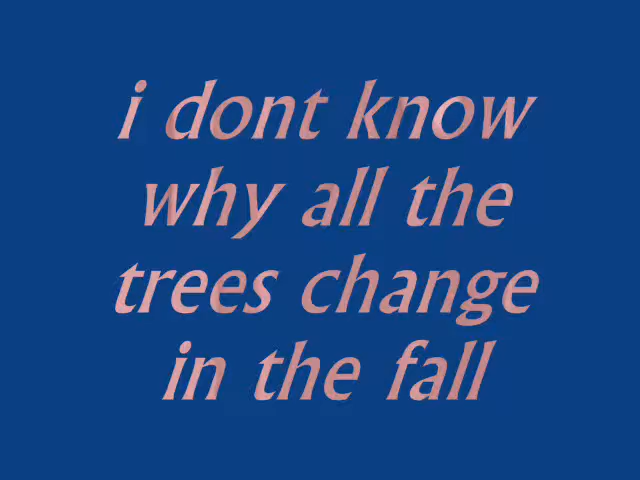 i dont know
why all the
trees change
in the fall